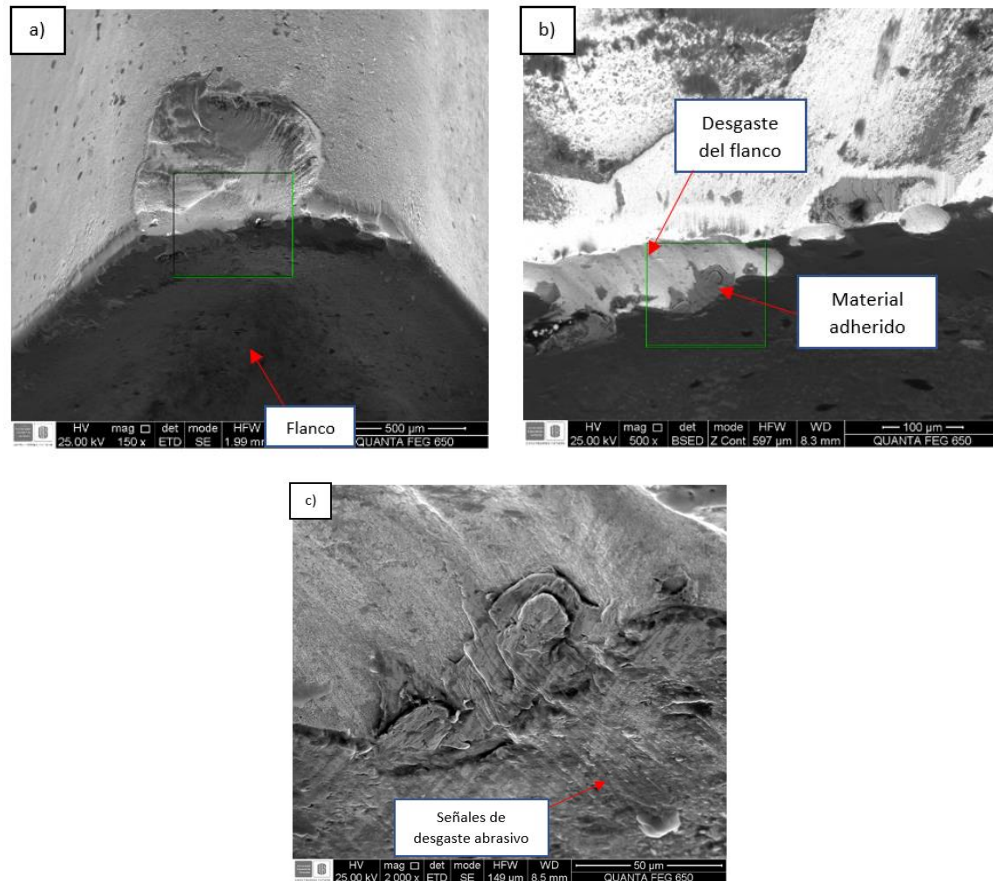 a)
Flanco
HV
mag □
det
mode
HFW
500 µm
25.00 kV
150 x
ETD
SE
1.99 mm
QUANTA FEG 650
b)
Desgaste
del flanco
Material
adherido
HV
mag □
det
mode
HFW
WD
100 µm
25.00 kV
500 x
BSED
Z Cont
597 µm
8.3 mm
QUANTA FEG 650
c)
Señales de
desgaste abrasivo
HV
mag □
det
mode
HFW
WD
50 µm
25.00 kV
2 000 x
ETD
SE
149 µm
8.5 mm
QUANTA FEG 650